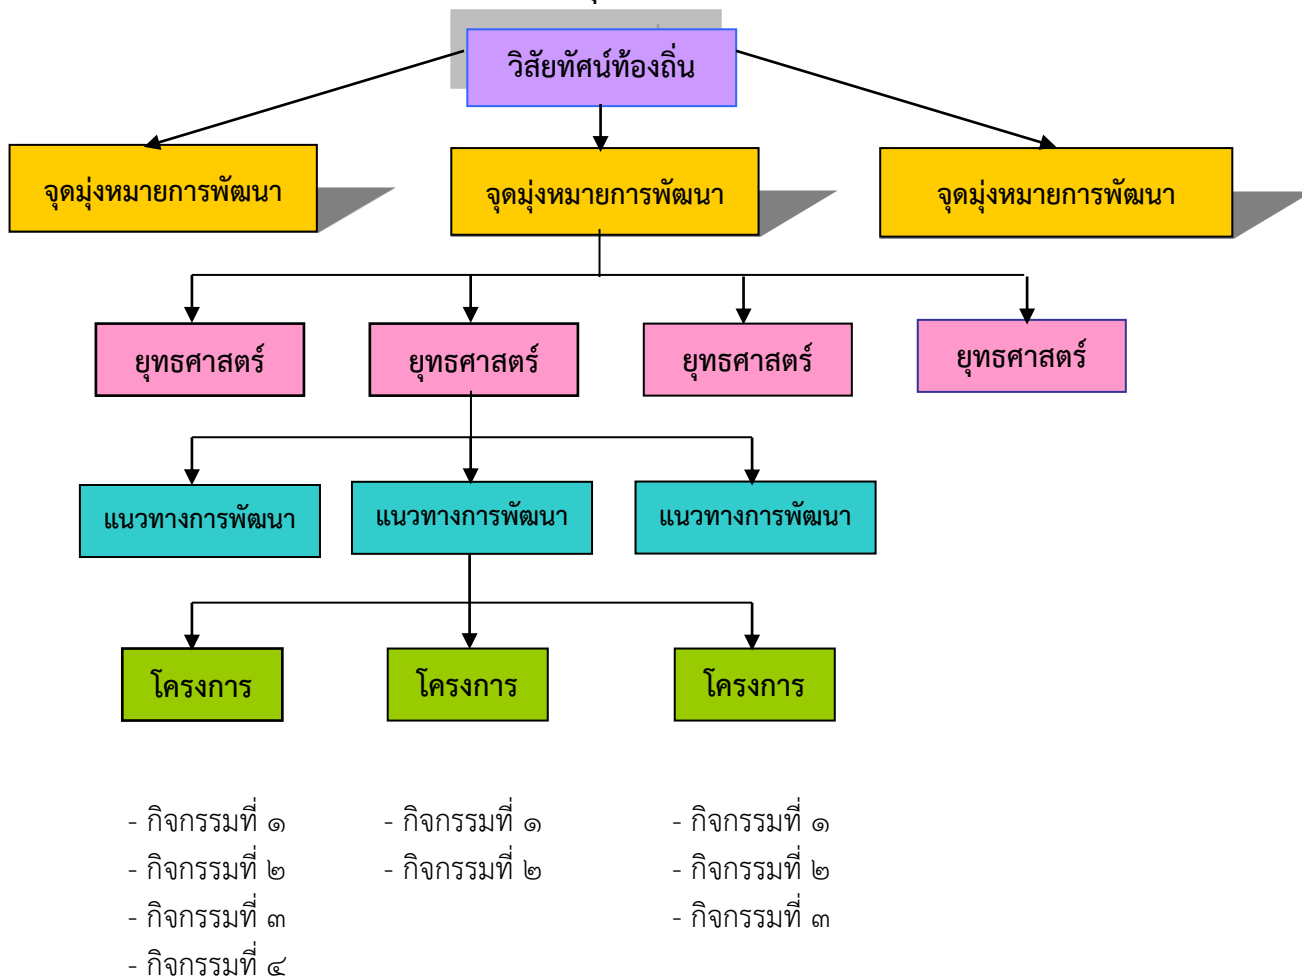 วิสัยทัศน์ท้องถิ่น
จุดมุ่งหมายการพัฒนา
จุดมุ่งหมายการพัฒนา
จุดมุ่งหมายการพัฒนา
ยุทธศาสตร์
ยุทธศาสตร์
ยุทธศาสตร์
ยุทธศาสตร์
แนวทางการพัฒนา
แนวทางการพัฒนา
แนวทางการพัฒนา
โครงการ
โครงการ
โครงการ
- กิจกรรมที่ ๑
- กิจกรรมที่ ๒
- กิจกรรมที่ ๓
- กิจกรรมที่ ๔
- กิจกรรมที่ ๑
- กิจกรรมที่ ๒
- กิจกรรมที่ ๑
- กิจกรรมที่ ๒
- กิจกรรมที่ ๓